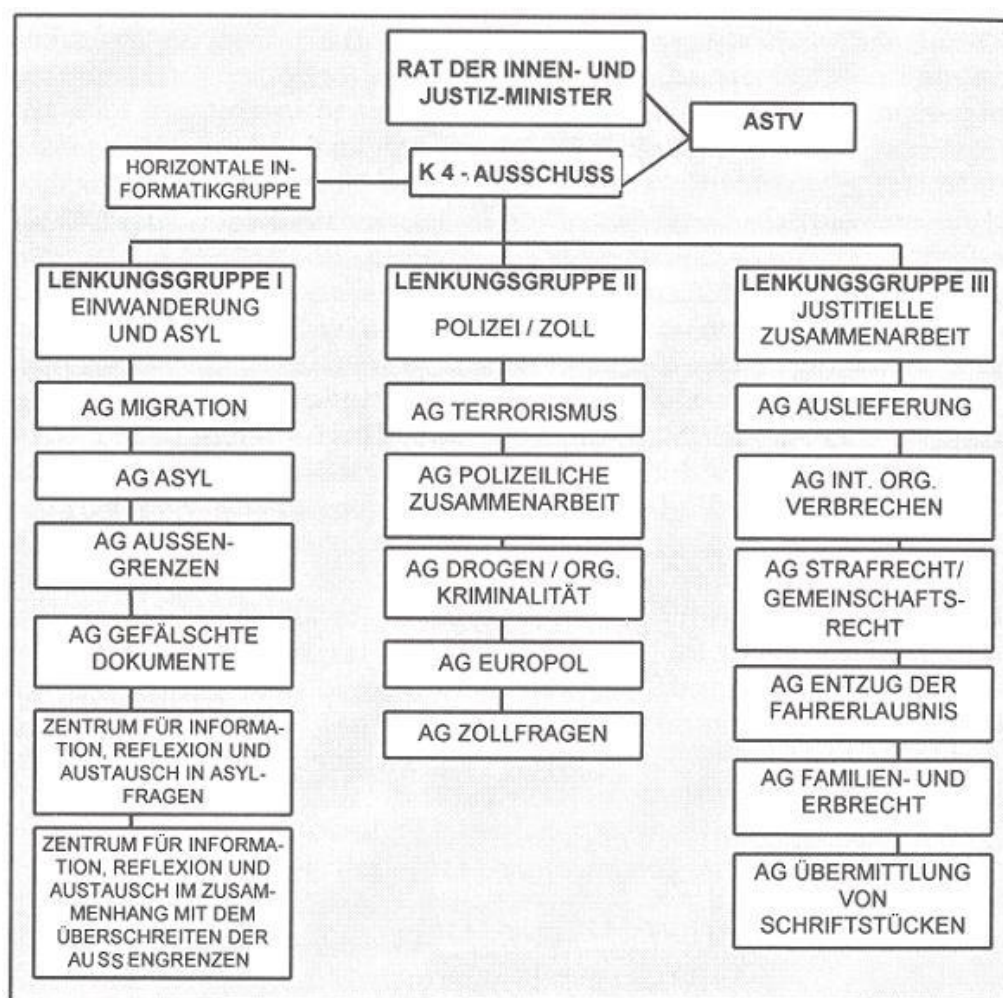 RAT DER INNEN- UND
JUSTIZ-MINISTER
ASTV
HORIZONTALE IN-
FORMATIKGRUPPE
K 4 - AUSSCHUSS
LENKUNGSGRUPPE I
EINWANDERUNG
UND ASYL
AG MIGRATION
AG ASYL
AG AUSSEN-
GRENZEN
AG GEFÄLSCHTE
DOKUMENTE
ZENTRUM FÜR INFORMA-
TION, REFLEXION UND
AUSTAUSCH IN ASYL-
FRAGEN
ZENTRUM FÜR INFORMA-
TION, REFLEXION UND
AUSTAUSCH IM ZUSAM-
MENHANG MIT DEM
ÜBERSCHREITEN DER
AUSSENGRENZEN
LENKUNGSGRUPPE II
POLIZEI / ZOLL
AG TERRORISMUS
AG POLIZEILICHE
ZUSAMMENARBEIT
AG DROGEN / ORG.
KRIMINALITÄT
AG EUROPOL
AG ZOLLFRAGEN
LENKUNGSGRUPPE III
JUSTITIELLE
ZUSAMMENARBEIT
AG AUSLIEFERUNG
AG INT. ORG.
VERBRECHEN
AG STRAFRECHT/
GEMEINSCHAFTS-
RECHT
AG ENTZUG DER
FAHRERLAUBNIS
AG FAMILIEN- UND
ERBRECHT
AG ÜBERMITTLUNG
VON
SCHRIFTSTÜCKEN